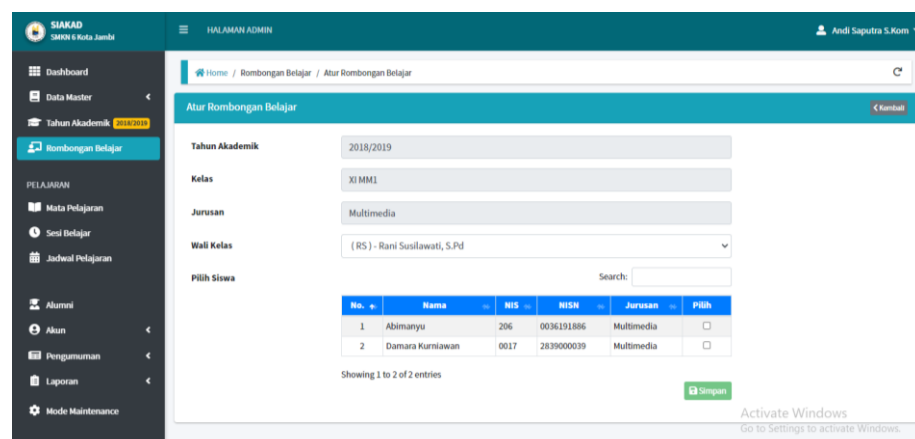 SIAKAD
SMKN 6 Kota Jambi
HALAMAN ADMIN
Andi Saputra S.Kom
Dashboard
Data Master
Tahun Akademik 2018/2019
Rombongan Belajar
PELAJARAN
Mata Pelajaran
Sesi Belajar
Jadwal Pelajaran
Alumni
Akun
Pengumuman
Laporan
Mode Maintenance
Home / Rombongan Belajar / Atur Rombongan Belajar
Atur Rombongan Belajar
Kembali
Tahun Akademik 2018/2019
Kelas XI MM1
Jurusan Multimedia
Wali Kelas ( RS ) - Rani Susilawati, S.Pd
Pilih Siswa Search:
No. Nama NIS NISN Jurusan Pilih
1 Abimanyu 206 0036191886 Multimedia
2 Damara Kurniawan 0017 2839000039 Multimedia
Showing 1 to 2 of 2 entries
Simpan
Activate Windows
Go to Settings to activate Windows.